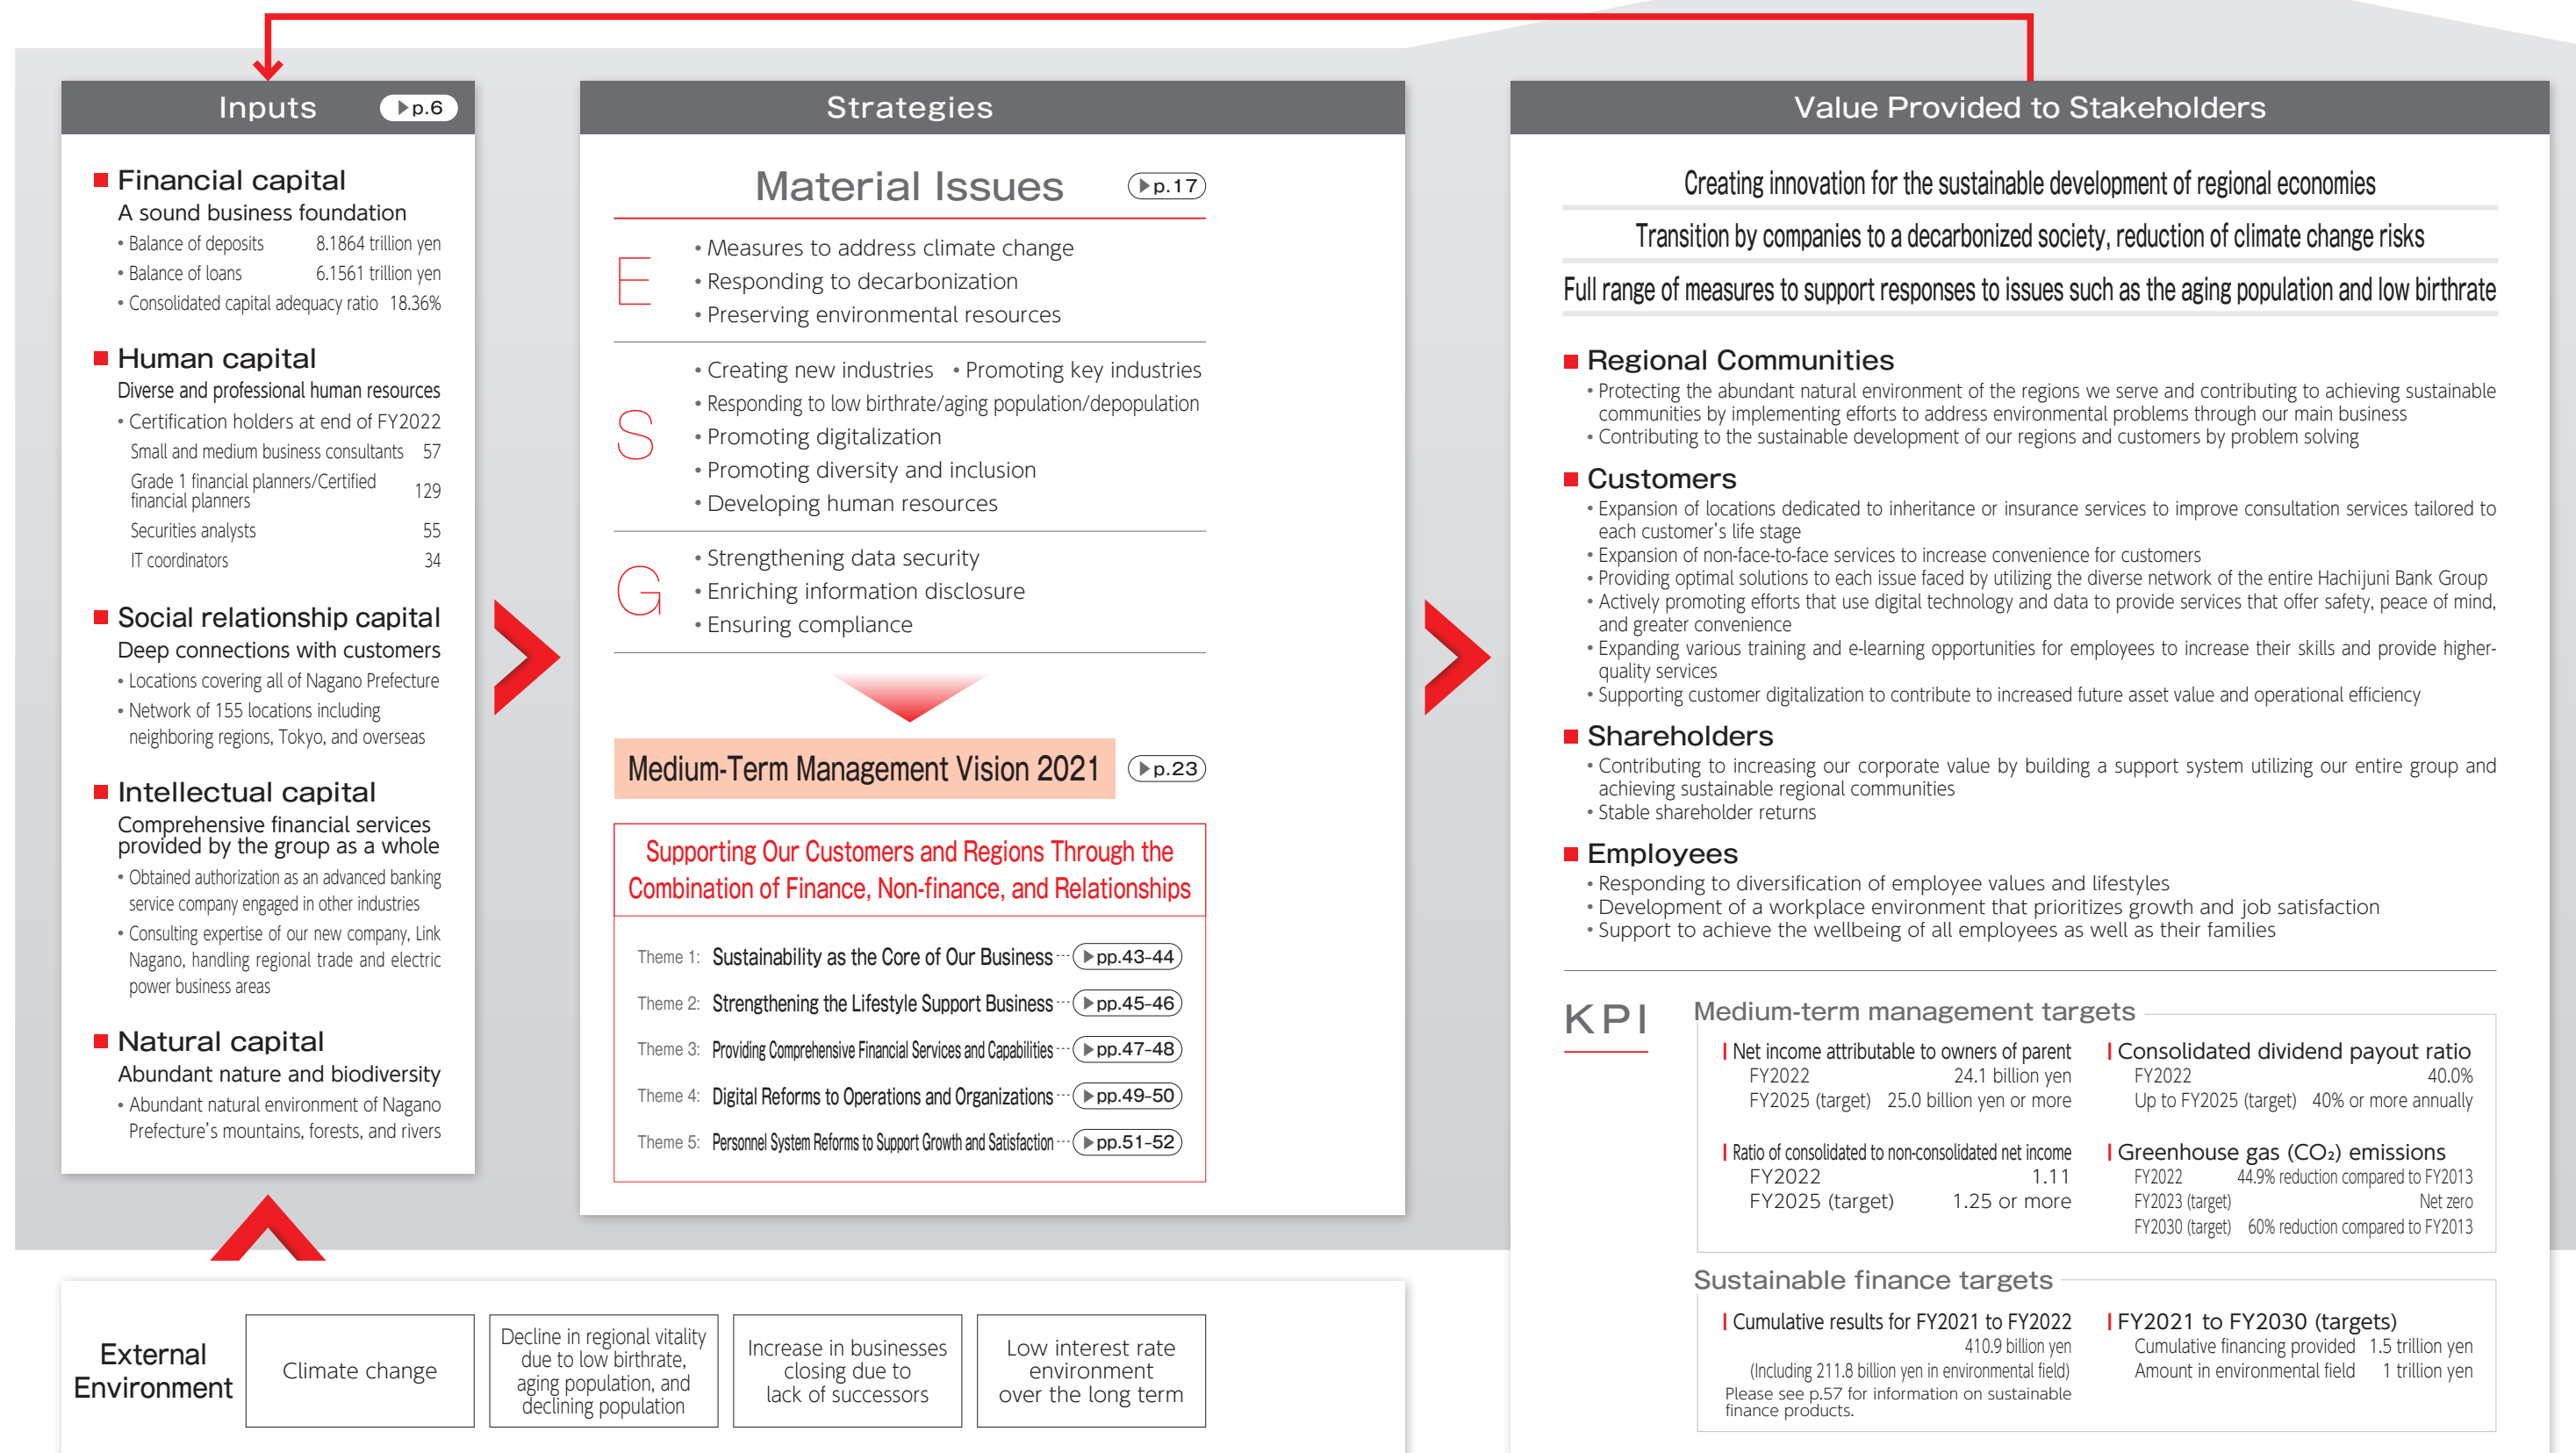 Inputs
▶p.6
■ Financial capital
A sound business foundation
• Balance of deposits 8.1864 trillion yen
• Balance of loans 6.1561 trillion yen
• Consolidated capital adequacy ratio 18.36%
■ Human capital
Diverse and professional human resources
• Certification holders at end of FY2022
Small and medium business consultants 57
Grade 1 financial planners/Certified
financial planners 129
Securities analysts 55
IT coordinators 34
■ Social relationship capital
Deep connections with customers
• Locations covering all of Nagano Prefecture
• Network of 155 locations including
neighboring regions, Tokyo, and overseas
■ Intellectual capital
Comprehensive financial services
provided by the group as a whole
• Obtained authorization as an advanced banking
service company engaged in other industries
• Consulting expertise of our new company, Link
Nagano, handling regional trade and electric
power business areas
■ Natural capital
Abundant nature and biodiversity
• Abundant natural environment of Nagano
Prefecture's mountains, forests, and rivers
Strategies
Material Issues ▶p.17
E
• Measures to address climate change
• Responding to decarbonization
• Preserving environmental resources
S
• Creating new industries • Promoting key industries
• Responding to low birthrate/aging population/depopulation
• Promoting digitalization
• Promoting diversity and inclusion
• Developing human resources
G
• Strengthening data security
• Enriching information disclosure
• Ensuring compliance
Medium-Term Management Vision 2021 ▶p.23
Supporting Our Customers and Regions Through the
Combination of Finance, Non-finance, and Relationships
Theme 1: Sustainability as the Core of Our Business ▶pp.43-44
Theme 2: Strengthening the Lifestyle Support Business ▶pp.45-46
Theme 3: Providing Comprehensive Financial Services and Capabilities ▶pp.47-48
Theme 4: Digital Reforms to Operations and Organizations ▶pp.49-50
Theme 5: Personnel System Reforms to Support Growth and Satisfaction ▶pp.51-52
External
Environment
Climate change
Decline in regional vitality
due to low birthrate,
aging population, and
declining population
Increase in businesses
closing due to
lack of successors
Low interest rate
environment
over the long term
Value Provided to Stakeholders
Creating innovation for the sustainable development of regional economies
Transition by companies to a decarbonized society, reduction of climate change risks
Full range of measures to support responses to issues such as the aging population and low birthrate
■ Regional Communities
• Protecting the abundant natural environment of the regions we serve and contributing to achieving sustainable
communities by implementing efforts to address environmental problems through our main business
• Contributing to the sustainable development of our regions and customers by problem solving
■ Customers
• Expansion of locations dedicated to inheritance or insurance services to improve consultation services tailored to
each customer's life stage
• Expansion of non-face-to-face services to increase convenience for customers
• Providing optimal solutions to each issue faced by utilizing the diverse network of the entire Hachijuni Bank Group
• Actively promoting efforts that use digital technology and data to provide services that offer safety, peace of mind,
and greater convenience
• Expanding various training and e-learning opportunities for employees to increase their skills and provide higher-
quality services
• Supporting customer digitalization to contribute to increased future asset value and operational efficiency
■ Shareholders
• Contributing to increasing our corporate value by building a support system utilizing our entire group and
achieving sustainable regional communities
• Stable shareholder returns
■ Employees
• Responding to diversification of employee values and lifestyles
• Development of a workplace environment that prioritizes growth and job satisfaction
• Support to achieve the wellbeing of all employees as well as their families
KPI
Medium-term management targets
Net income attributable to owners of parent
FY2022 24.1 billion yen
FY2025 (target) 25.0 billion yen or more
Consolidated dividend payout ratio
FY2022 40.0%
Up to FY2025 (target) 40% or more annually
Ratio of consolidated to non-consolidated net income
FY2022 1.11
FY2025 (target) 1.25 or more
Greenhouse gas (CO₂) emissions
FY2022 44.9% reduction compared to FY2013
FY2023 (target) Net zero
FY2030 (target) 60% reduction compared to FY2013
Sustainable finance targets
Cumulative results for FY2021 to FY2022
410.9 billion yen
(Including 211.8 billion yen in environmental field)
Please see p.57 for information on sustainable
finance products.
FY2021 to FY2030 (targets)
Cumulative financing provided 1.5 trillion yen
Amount in environmental field 1 trillion yen